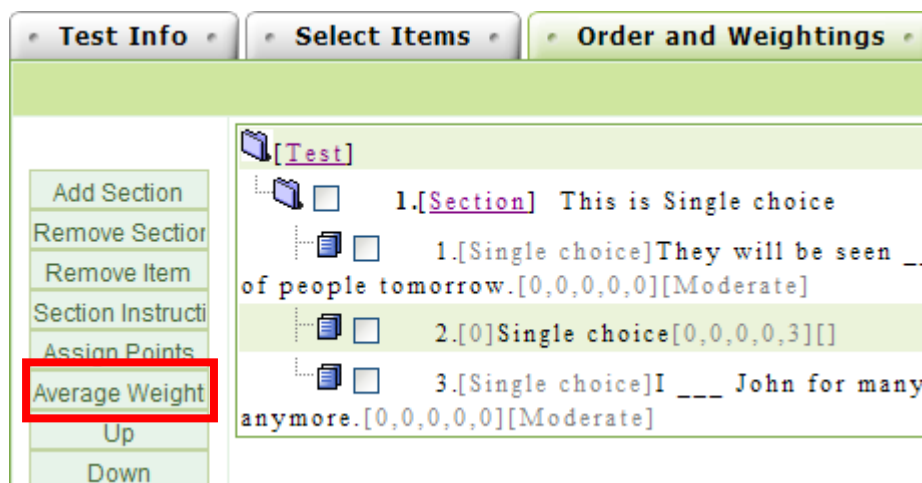 Test Info
Select Items
Order and Weightings
[Test]
1.[Section] This is Single choice
1.[Single choice]They will be seen __
of people tomorrow.[0,0,0,0,0][Moderate]
2.[0]Single choice[0,0,0,0,3][]
3.[Single choice]I ___ John for many
anymore.[0,0,0,0,0][Moderate]
Add Section
Remove Section
Remove Item
Section Instructi
Assign Points
Average Weight
Up
Down